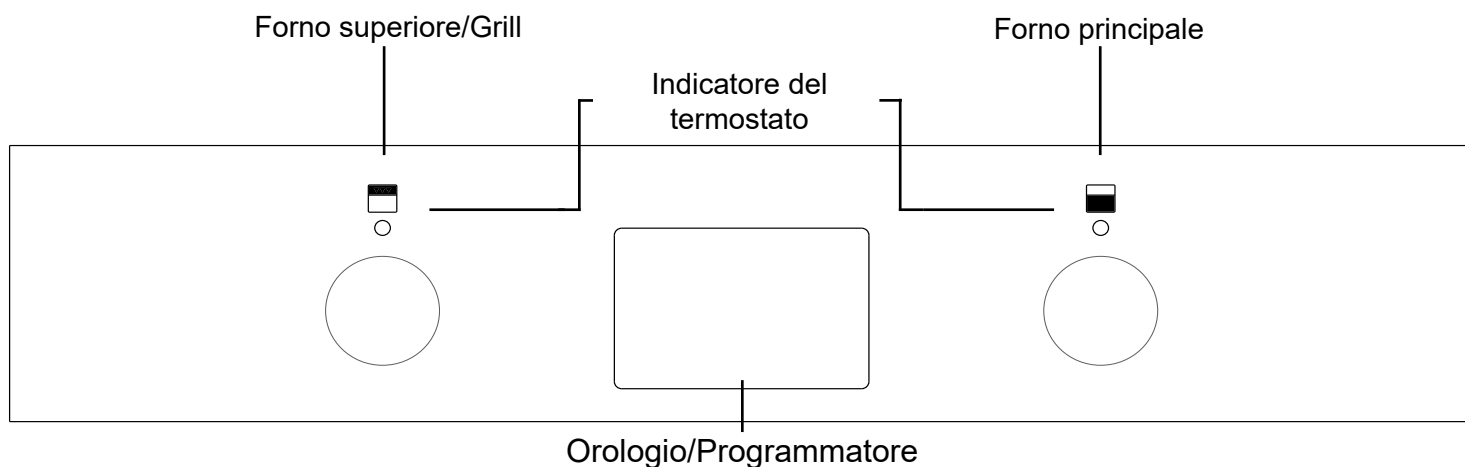 Forno superiore/Grill
Forno principale
Indicatore del
termostato
Orologio/Programmatore